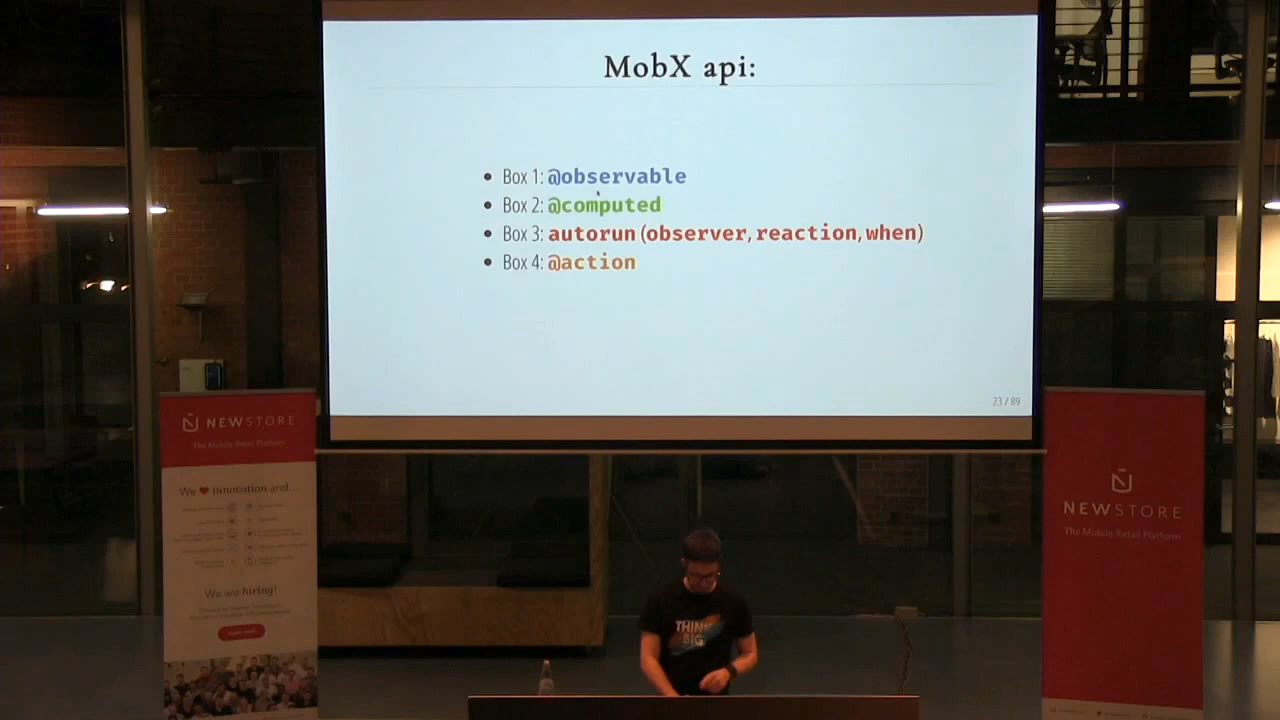 MobX api:
• Box 1: @observable
• Box 2: @computed
• Box 3: autorun (observer, reaction, when)
• Box 4: @action
23 / 89
NEWSTORE
The Mobile Retail Platform
We ♥ innovation and...
We are hiring!
THINK
BIG
NEWSTORE
The Mobile Retail Platform